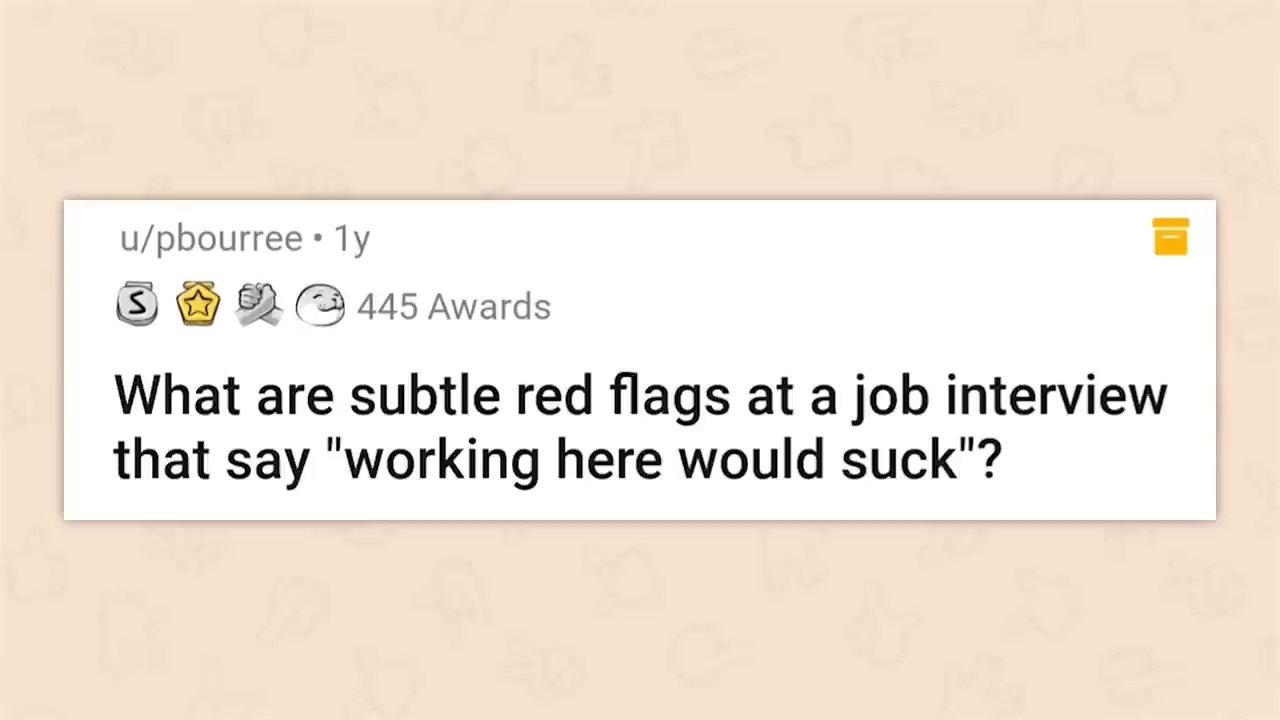 u/pbourree • 1y
445 Awards
What are subtle red flags at a job interview
that say "working here would suck"?